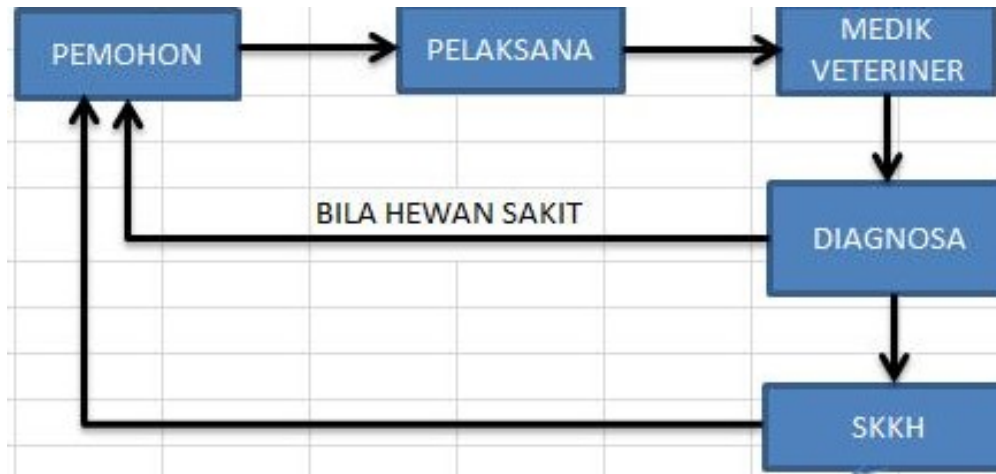 PEMOHON
PELAKSANA
MEDIK
VETERINER
BILA HEWAN SAKIT
DIAGNOSA
SKKH